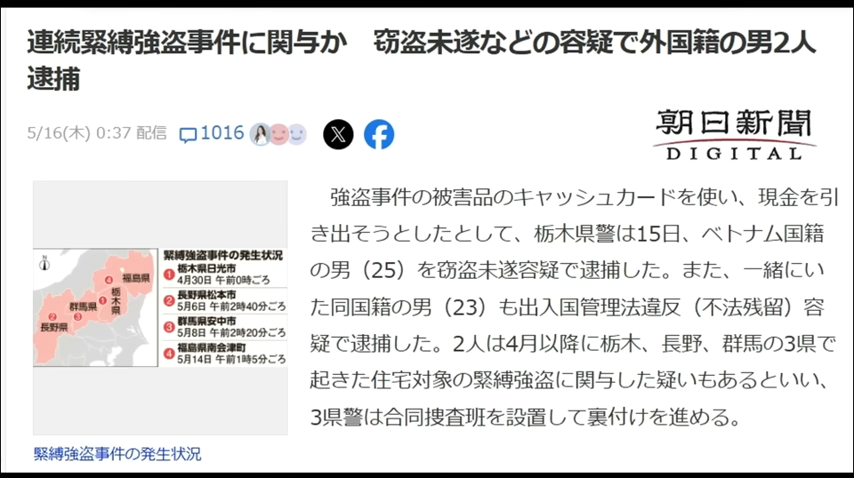 連続緊縛強盗事件に関与か　窃盗未遂などの容疑で外国籍の男2人
逮捕
5/16(木) 0:37 配信
1016
朝日新聞
DIGITAL
N
福島県
栃木県
群馬県
長野県
4
1
2
3
緊縛強盗事件の発生状況
1 栃木県日光市
4月30日 午前0時ごろ
2 長野県松本市
5月6日 午前2時40分ごろ
3 群馬県安中市
5月8日 午前2時20分ごろ
4 福島県南会津町
5月14日 午前1時5分ごろ
緊縛強盗事件の発生状況
強盗事件の被害品のキャッシュカードを使い、現金を引
き出そうとしたとして、栃木県警は15日、ベトナム国籍
の男（25）を窃盗未遂容疑で逮捕した。また、一緒にい
た同国籍の男（23）も出入国管理法違反（不法残留）容
疑で逮捕した。2人は4月以降に栃木、長野、群馬の3県で
起きた住宅対象の緊縛強盗に関与した疑いもあるといい、
3県警は合同捜査班を設置して裏付けを進める。